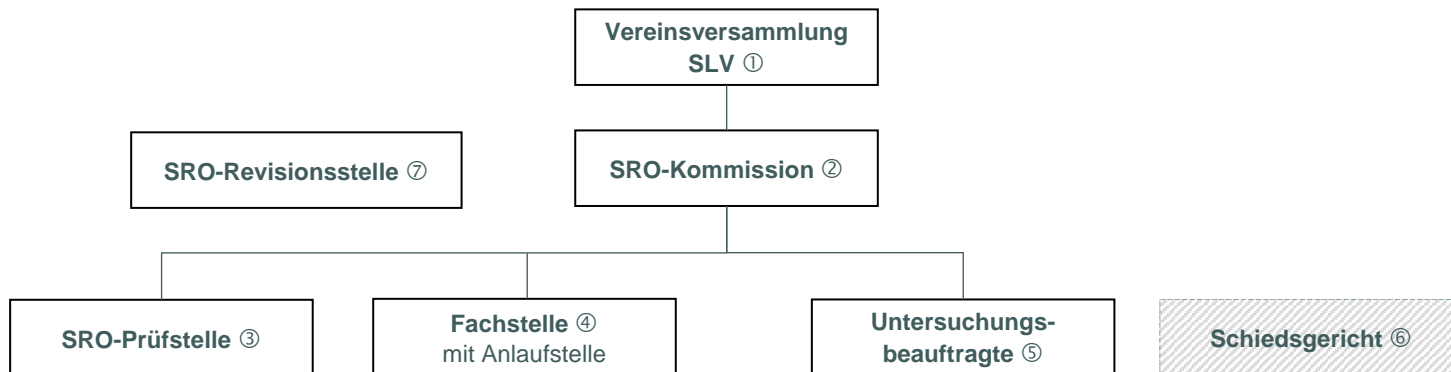 Vereinsversammlung
SLV ①
SRO-Revisionsstelle ⑦
SRO-Kommission ②
SRO-Prüfstelle ③
Fachstelle ④
mit Anlaufstelle
Untersuchungs-
beauftragte ⑤
Schiedsgericht ⑥